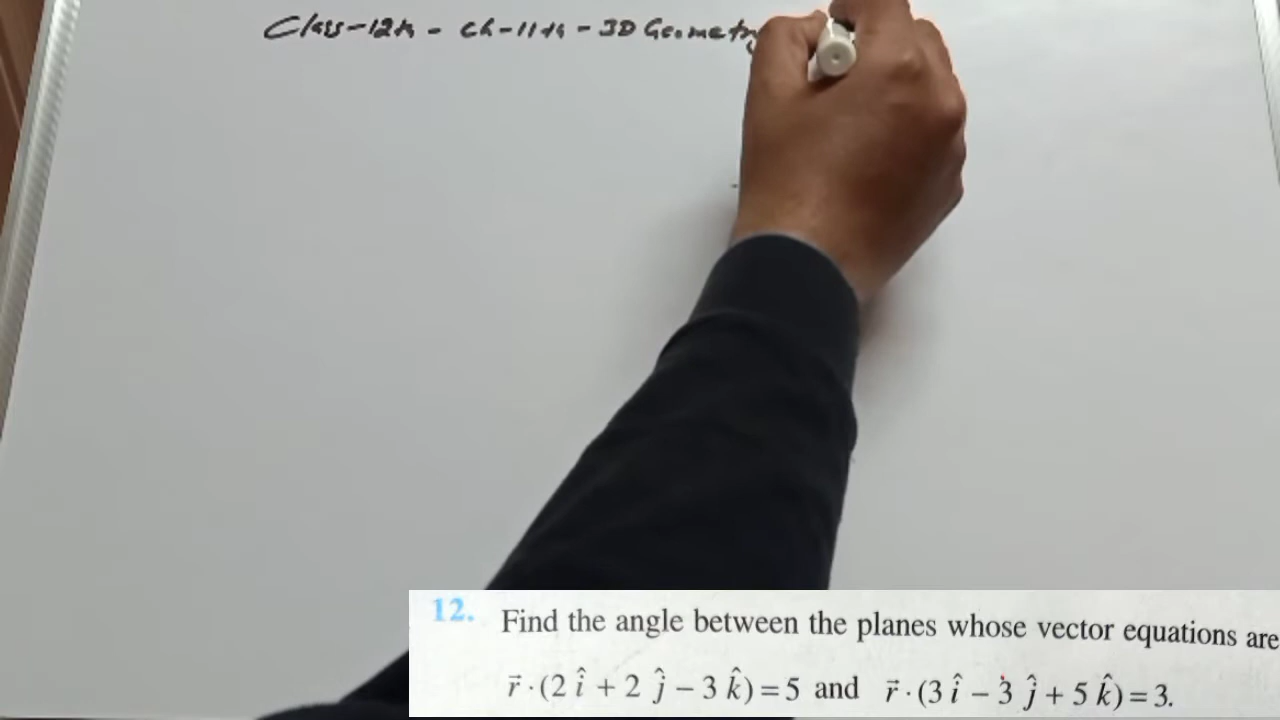 Class-12th - Ch-11th - 3D Geometry
12. Find the angle between the planes whose vector equations are
r⃗ · (2 î + 2 ĵ − 3 k̂) = 5 and r⃗ · (3 î − 3 ĵ + 5 k̂) = 3.